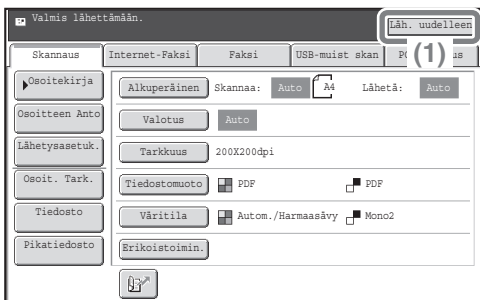 Valmis lähettämään.
Läh. uudelleen
Skannaus Internet-Faksi Faksi USB-muist skan
(1)
Osoitekirja
Alkuperäinen Skannaa: Auto A4 Lähetä: Auto
Osoitteen Anto
Valotus Auto
Lähetysasetuk.
Tarkkuus 200X200dpi
Osoit. Tark.
Tiedostomuoto PDF PDF
Tiedosto
Väritila Autom./Harmaasävy Mono2
Pikatiedosto
Erikoistoimin.